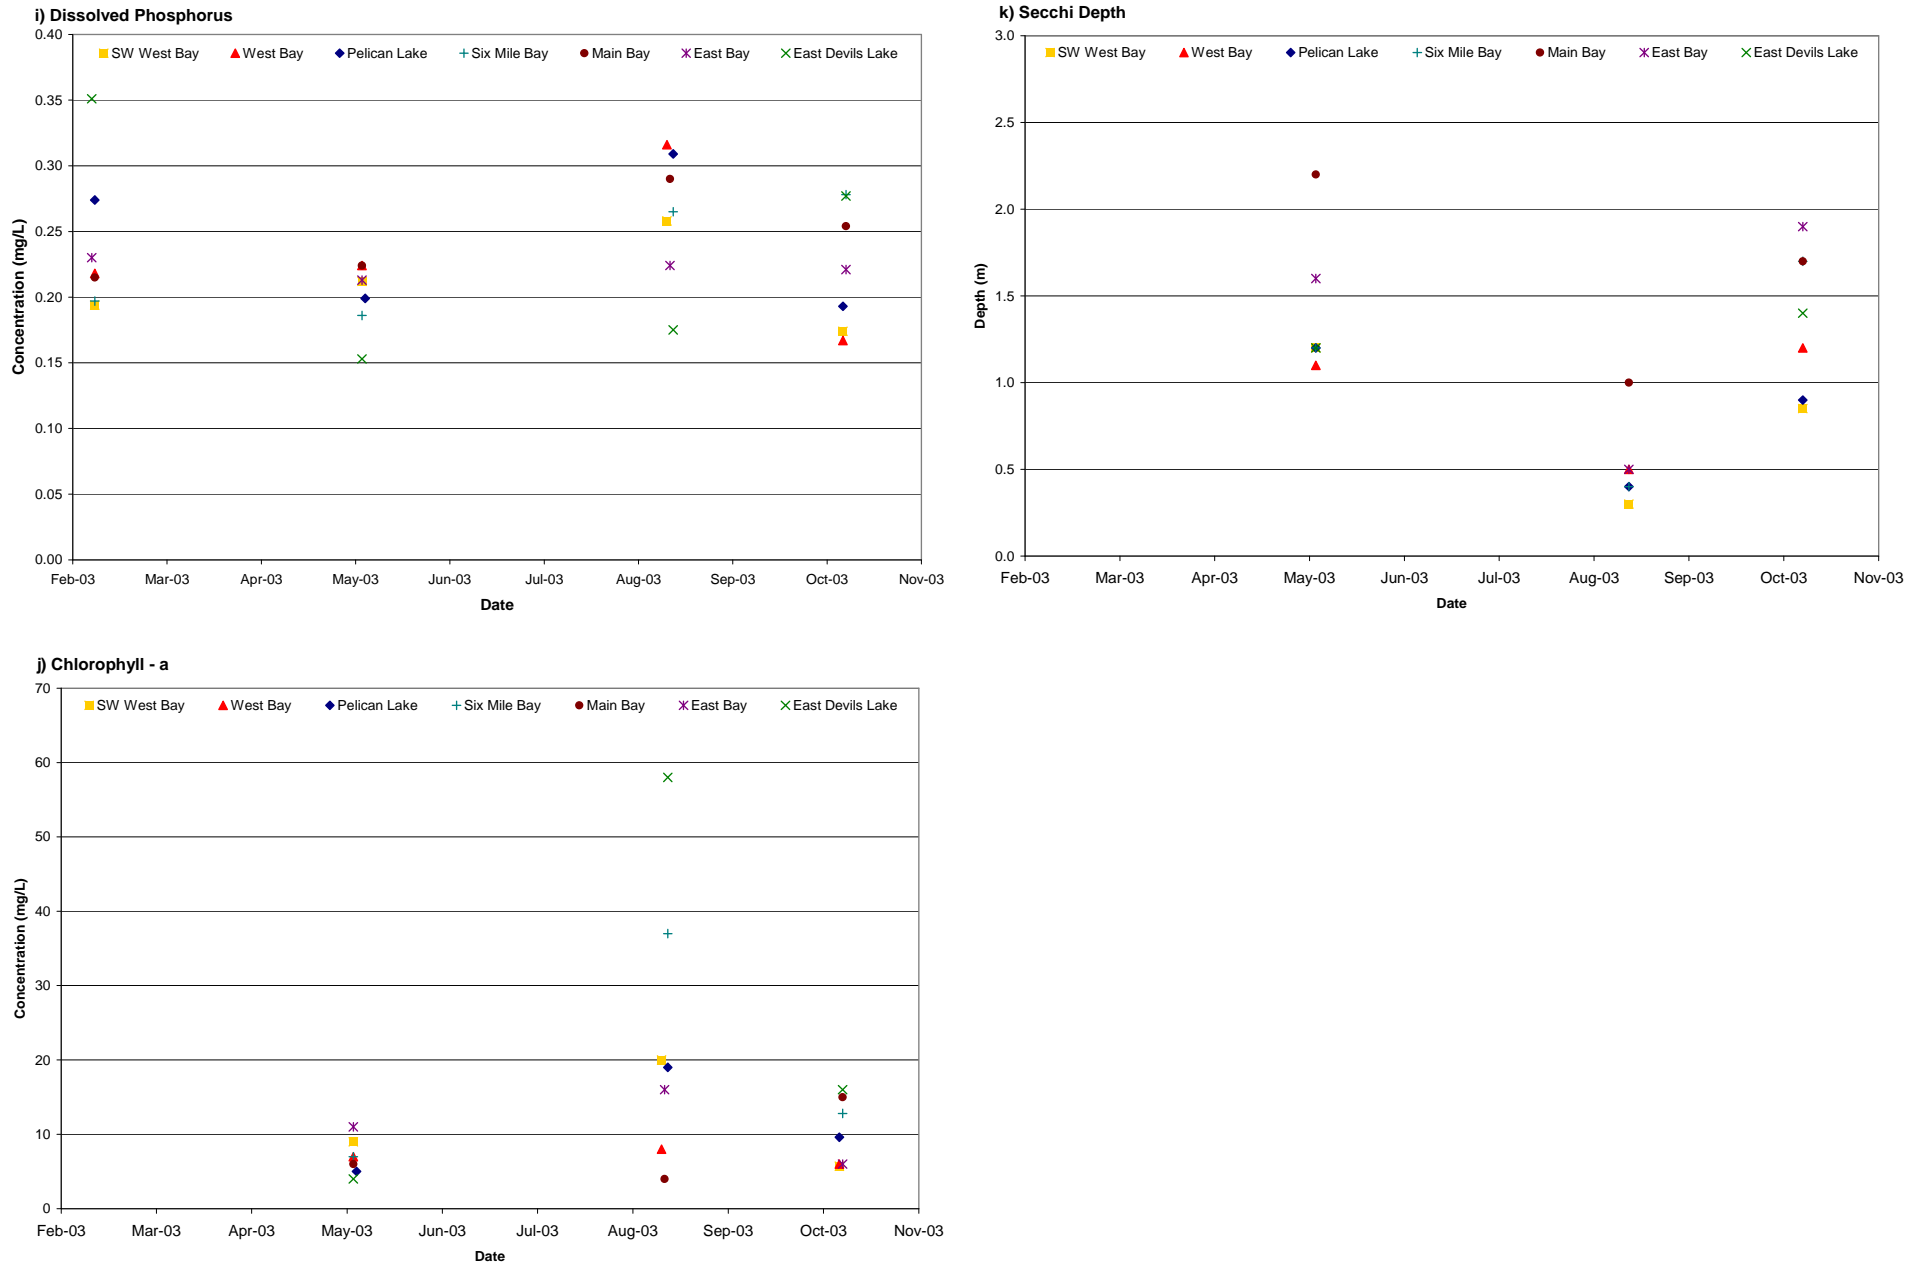 i) Dissolved Phosphorus
0.40
SW West Bay West Bay Pelican Lake Six Mile Bay Main Bay East Bay East Devils Lake
0.35
0.30
0.25
0.20
0.15
0.10
0.05
0.00
Concentration (mg/L)
Feb-03 Mar-03 Apr-03 May-03 Jun-03 Jul-03 Aug-03 Sep-03 Oct-03 Nov-03
Date
k) Secchi Depth
3.0
SW West Bay West Bay Pelican Lake Six Mile Bay Main Bay East Bay East Devils Lake
2.5
2.0
1.5
1.0
0.5
0.0
Depth (m)
Feb-03 Mar-03 Apr-03 May-03 Jun-03 Jul-03 Aug-03 Sep-03 Oct-03 Nov-03
Date
j) Chlorophyll - a
70
SW West Bay West Bay Pelican Lake Six Mile Bay Main Bay East Bay East Devils Lake
60
50
40
30
20
10
0
Concentration (mg/L)
Feb-03 Mar-03 Apr-03 May-03 Jun-03 Jul-03 Aug-03 Sep-03 Oct-03 Nov-03
Date